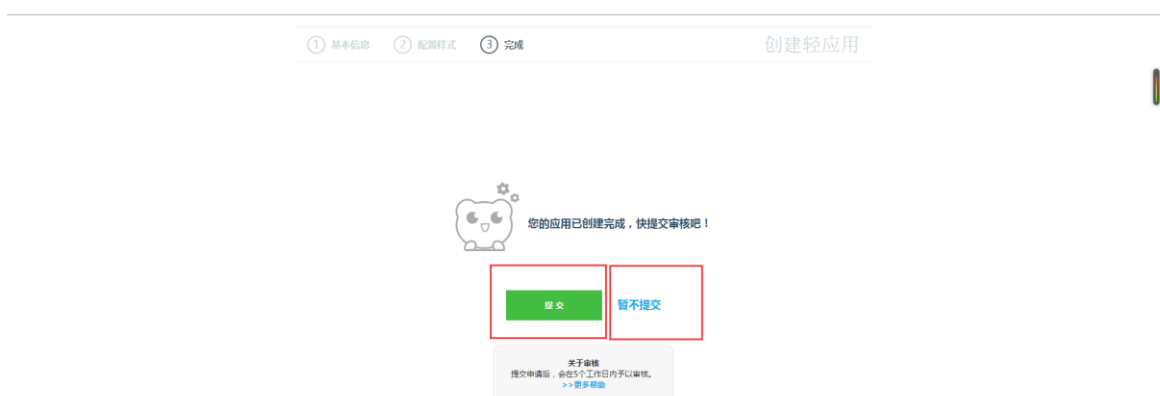 1 基本信息 2 配置样式 3 完成 创建轻应用
您的应用已创建完成，快提交审核吧！
提交 暂不提交
关于审核
提交申请后，会在5个工作日内予以审核。
>>更多帮助